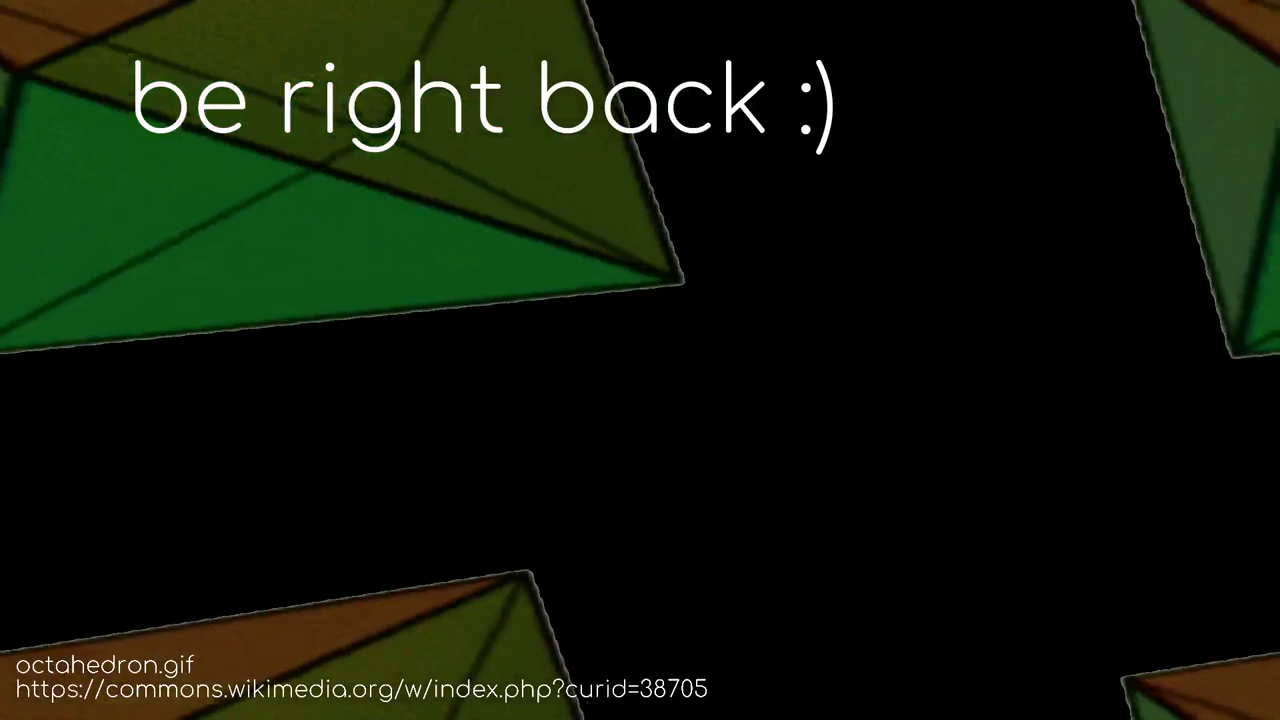 be right back :)
octahedron.gif
https://commons.wikimedia.org/w/index.php?curid=38705